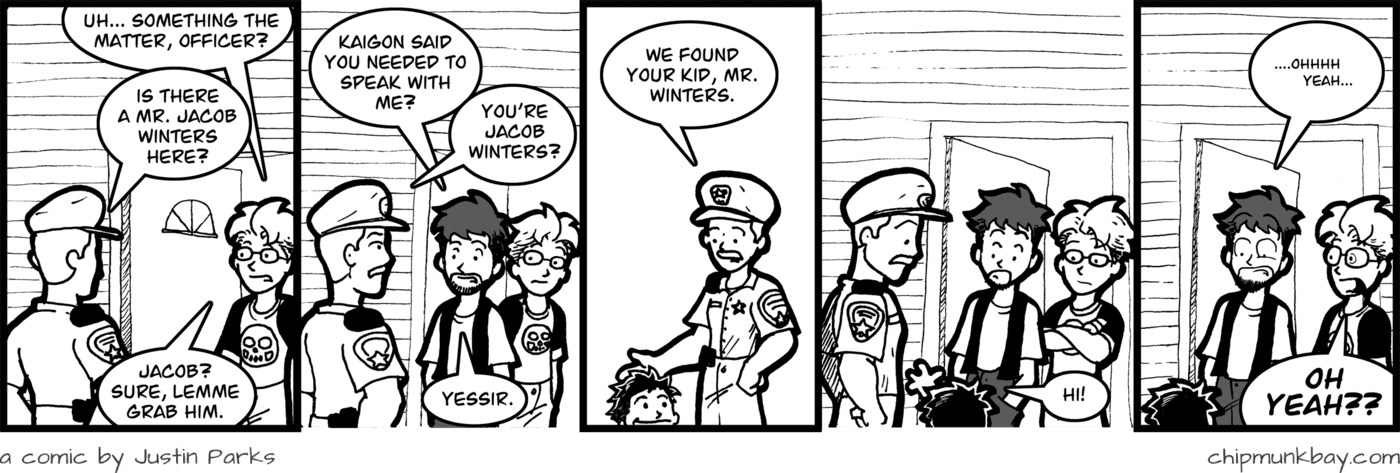 UH... SOMETHING THE
MATTER, OFFICER?
IS THERE
A MR. JACOB
WINTERS
HERE?
JACOB?
SURE, LEMME
GRAB HIM.
KAIGON SAID
YOU NEEDED TO
SPEAK WITH
ME?
YOU'RE
JACOB
WINTERS?
YESSIR.
WE FOUND
YOUR KID, MR.
WINTERS.
HI!
....OHHHH
YEAH...
OH
YEAH??
a comic by Justin Parks
chipmunkbay.com